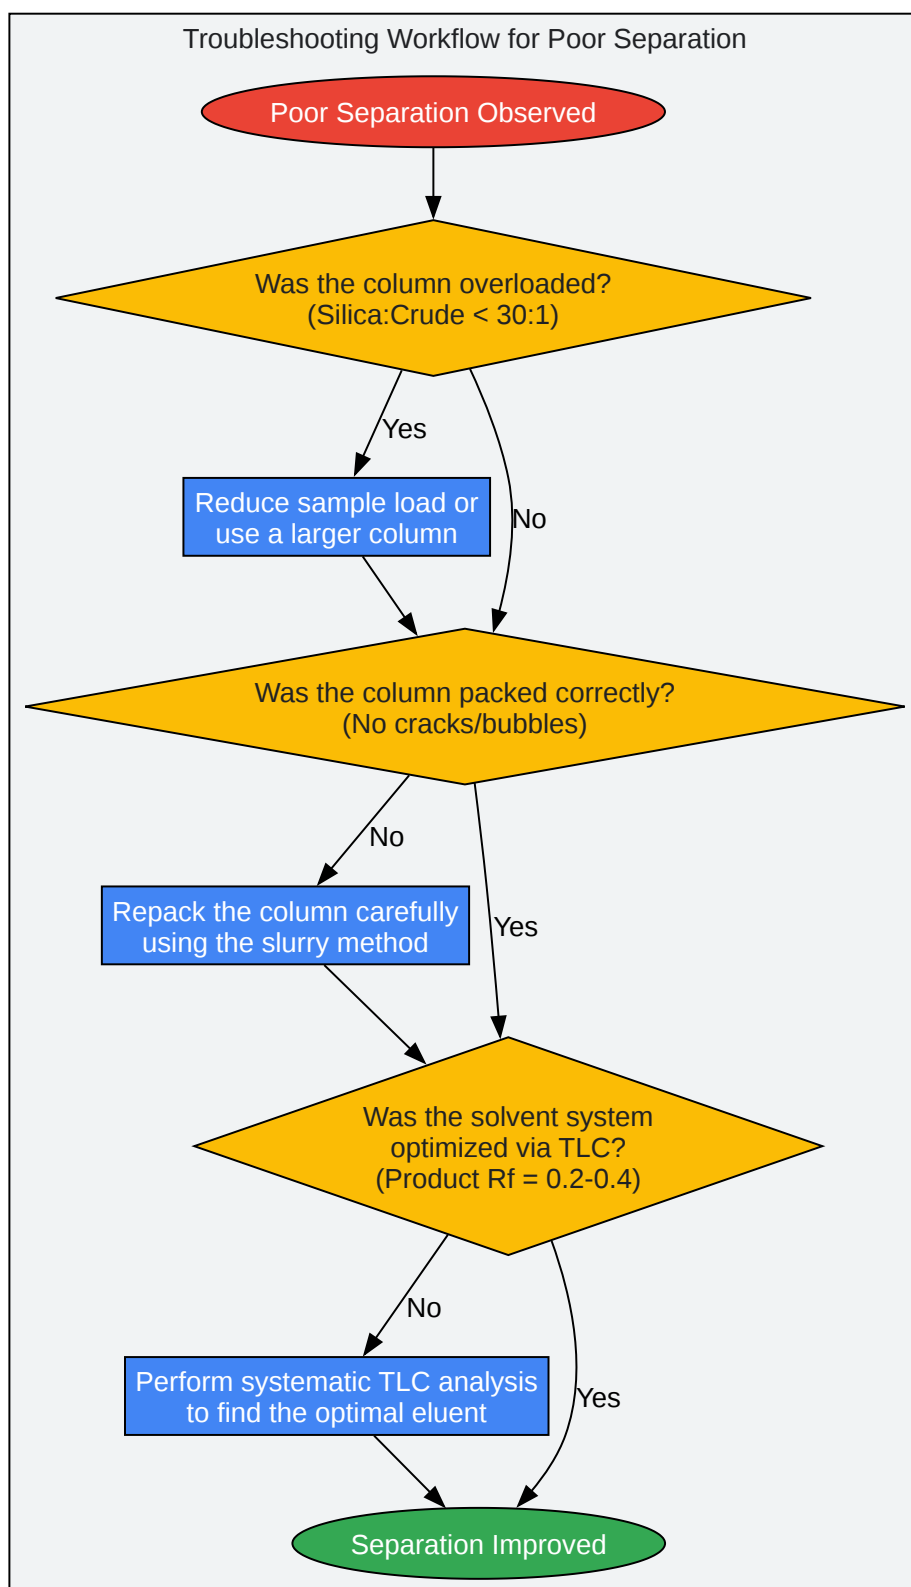 Troubleshooting Workflow for Poor Separation
Poor Separation Observed
Was the column overloaded?
(Silica:Crude < 30:1)
Yes
Reduce sample load or
use a larger column
No
Was the column packed correctly?
(No cracks/bubbles)
No
Repack the column carefully
using the slurry method
Yes
Was the solvent system
optimized via TLC?
(Product Rf = 0.2-0.4)
No
Perform systematic TLC analysis
to find the optimal eluent
Yes
Separation Improved